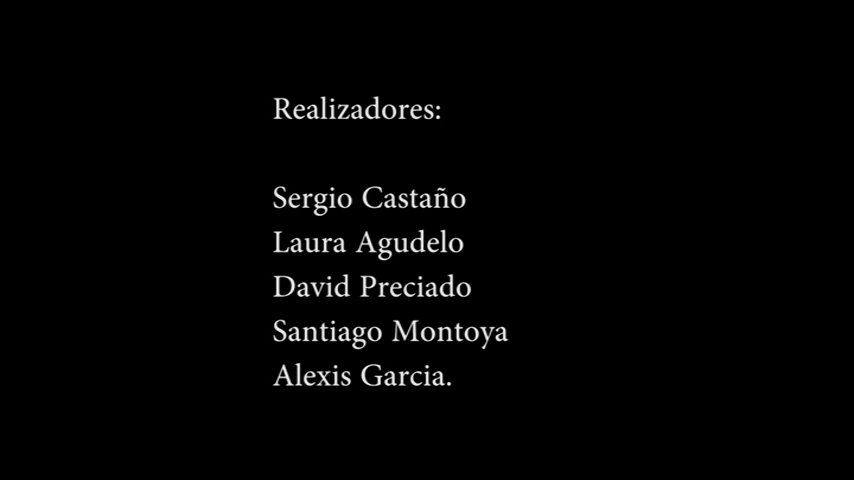 Realizadores:
Sergio Castaño
Laura Agudelo
David Preciado
Santiago Montoya
Alexis Garcia.